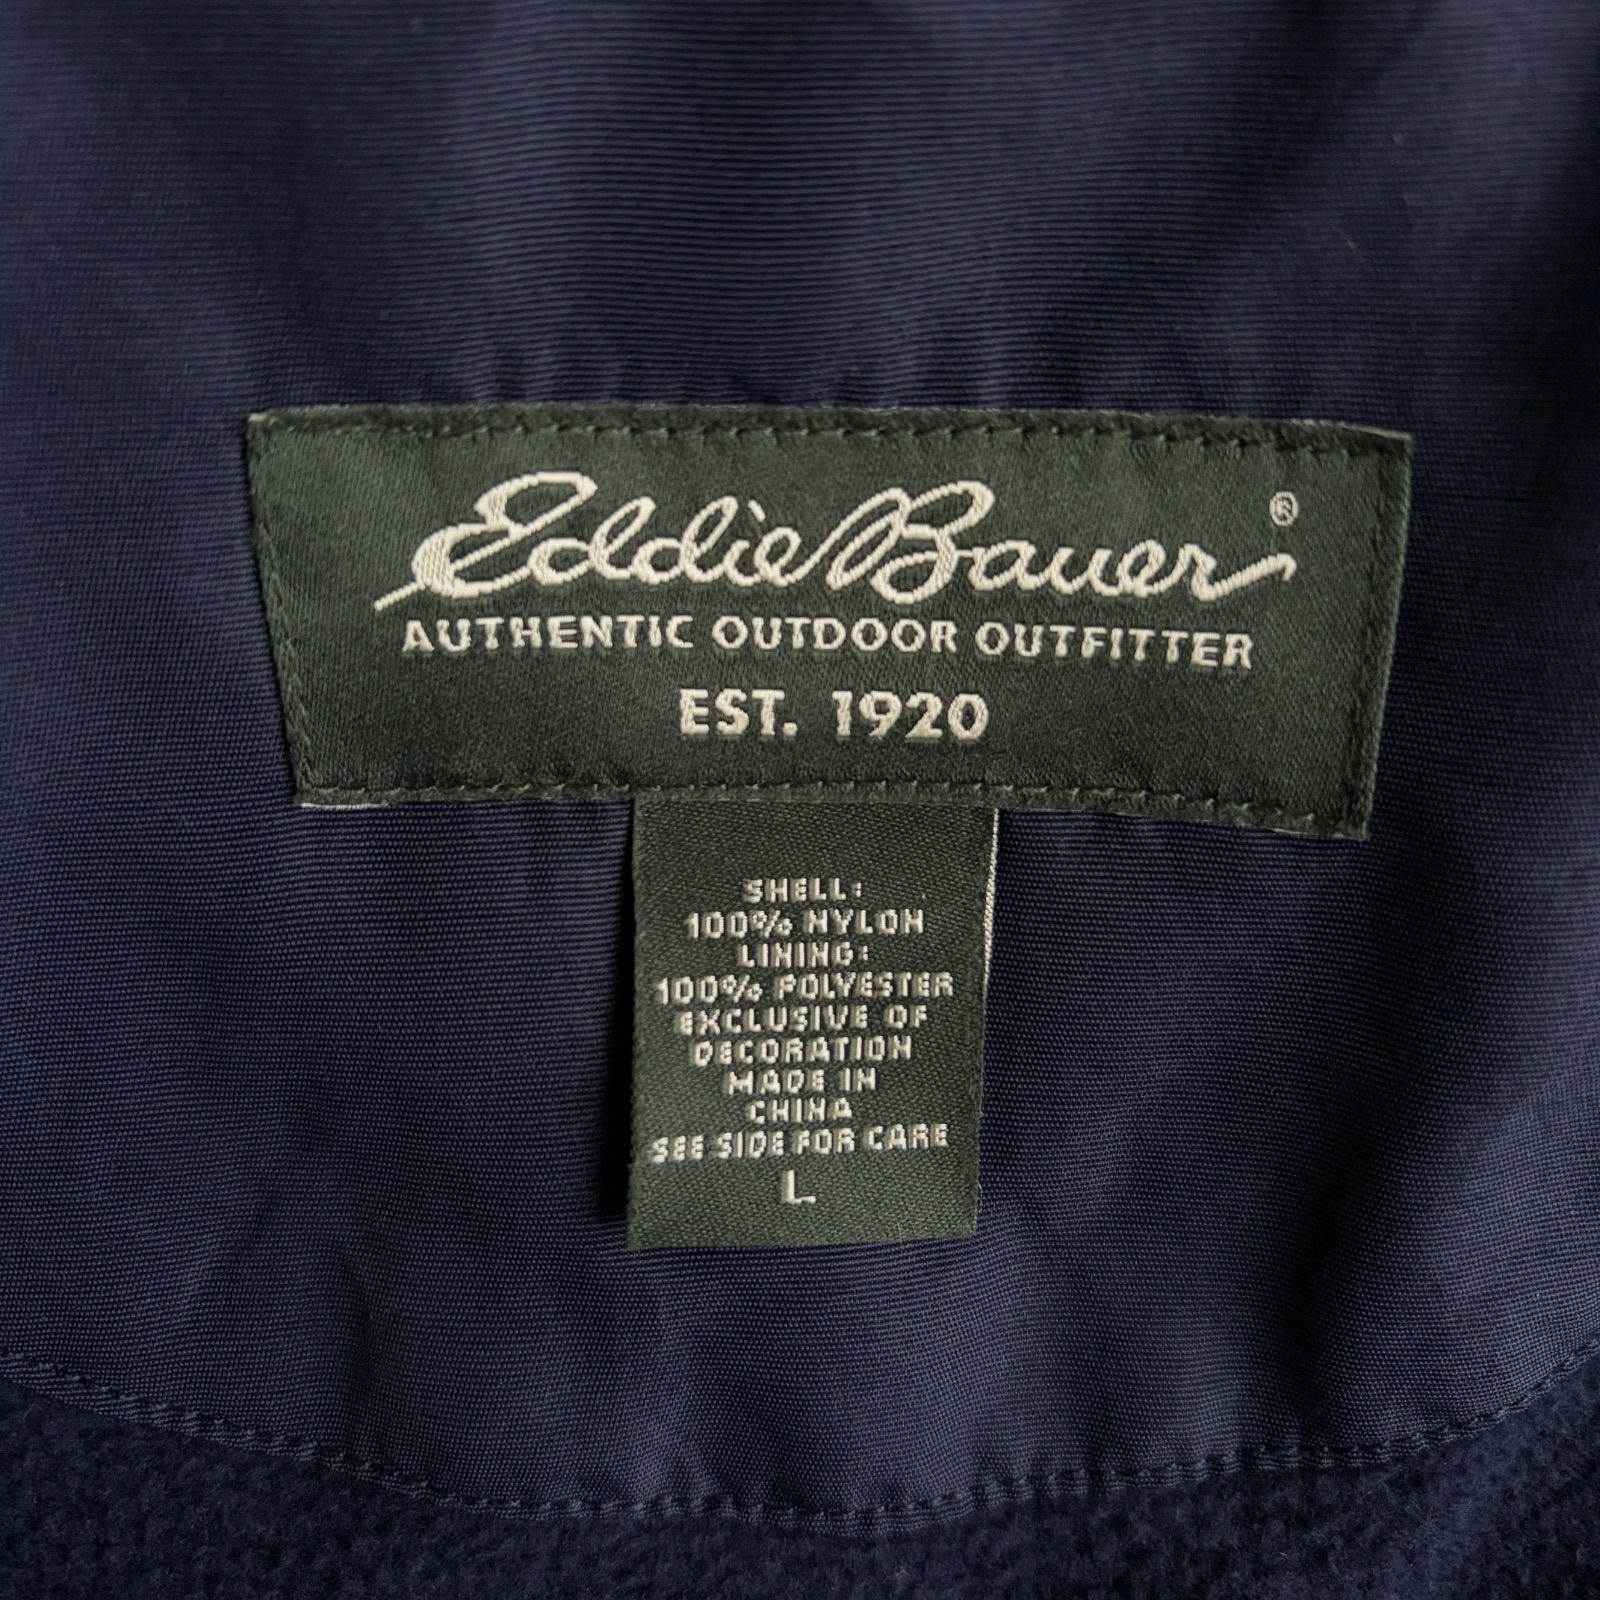 Eddie Bauer ®
AUTHENTIC OUTDOOR OUTFITTER
EST. 1920
SHELL:
100% NYLON
LINING:
100% POLYESTER
EXCLUSIVE OF
DECORATION
MADE IN
CHINA
SEE SIDE FOR CARE
L